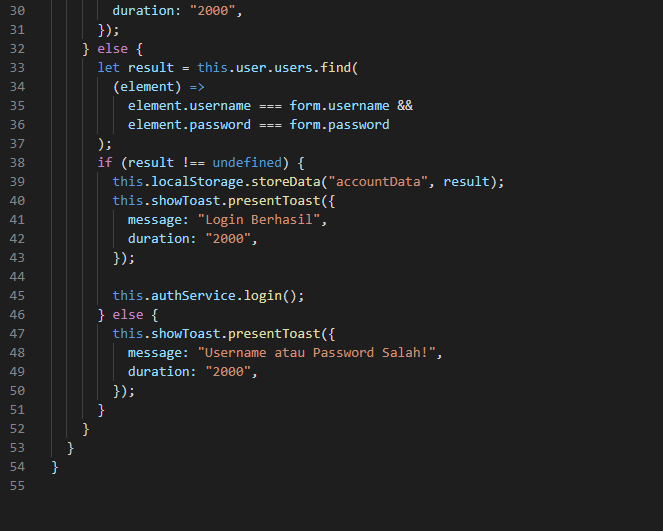 30 duration: "2000",
31 });
32 } else {
33 let result = this.user.users.find(
34 (element) =>
35 element.username === form.username &&
36 element.password === form.password
37 );
38 if (result !== undefined) {
39 this.localStorage.storeData("accountData", result);
40 this.showToast.presentToast({
41 message: "Login Berhasil",
42 duration: "2000",
43 });
44
45 this.authService.login();
46 } else {
47 this.showToast.presentToast({
48 message: "Username atau Password Salah!",
49 duration: "2000",
50 });
51 }
52 }
53 }
54 }
55